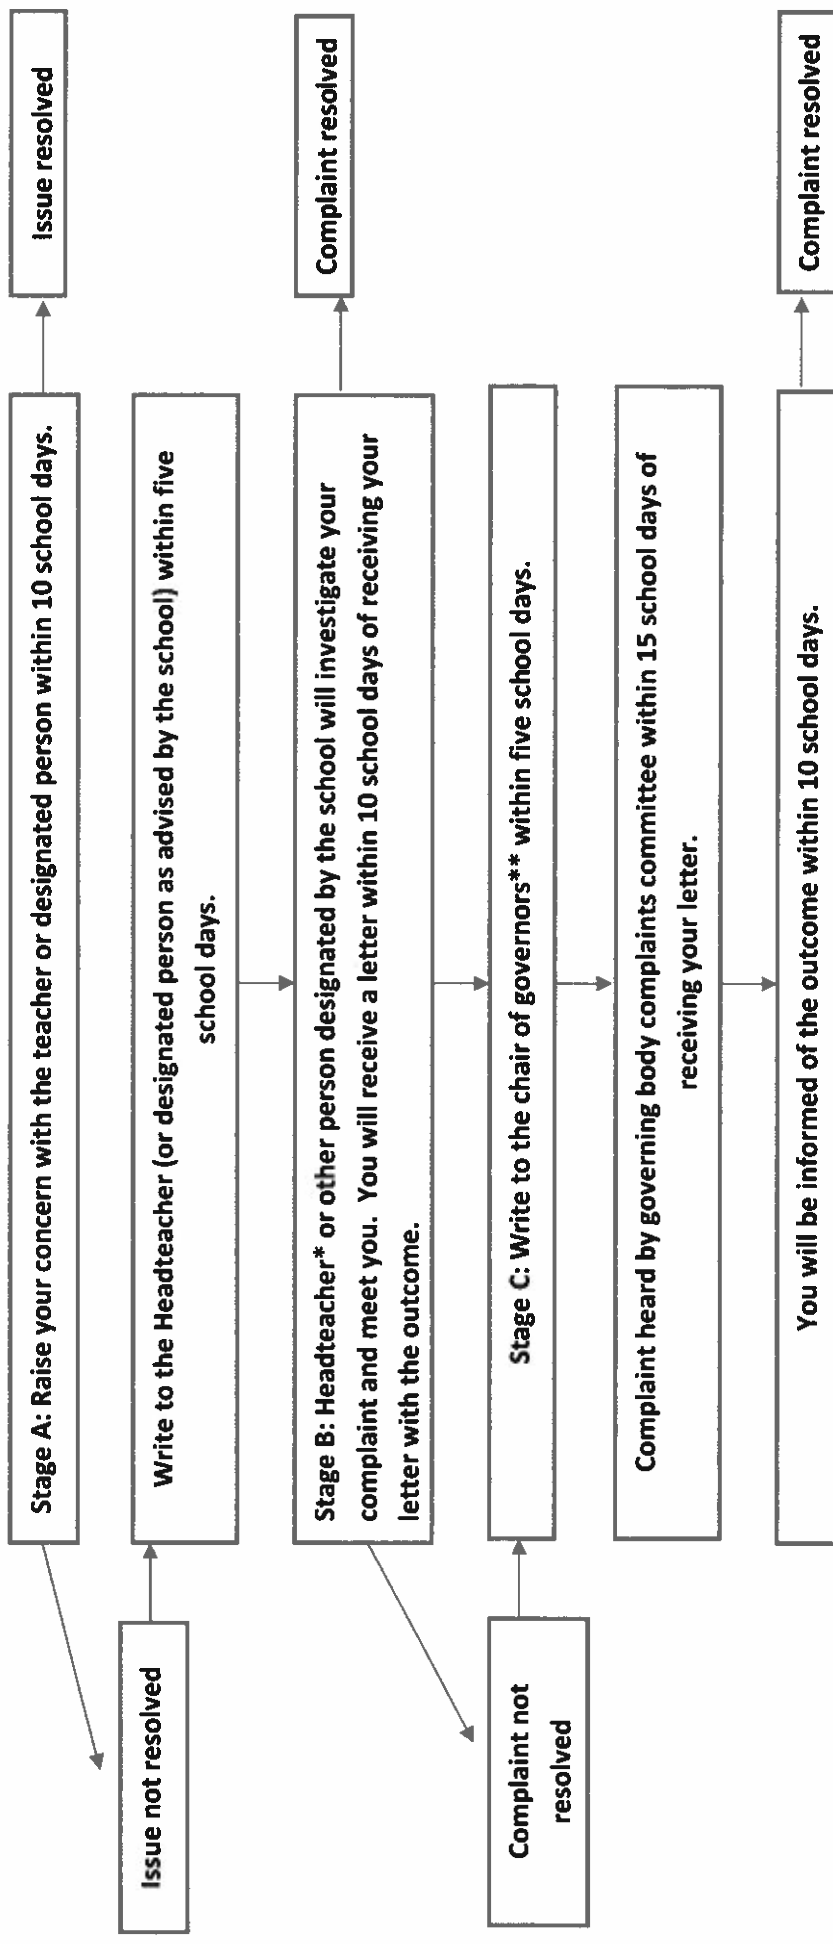 Stage A: Raise your concern with the teacher or designated person within 10 school days.
Issue resolved
Issue not resolved
Write to the Headteacher (or designated person as advised by the school) within five
school days.
Stage B: Headteacher* or other person designated by the school will investigate your
complaint and meet you. You will receive a letter within 10 school days of receiving your
letter with the outcome.
Complaint resolved
Complaint not
resolved
Stage C: Write to the chair of governors** within five school days.
Complaint heard by governing body complaints committee within 15 school days of
receiving your letter.
You will be informed of the outcome within 10 school days.
Complaint resolved